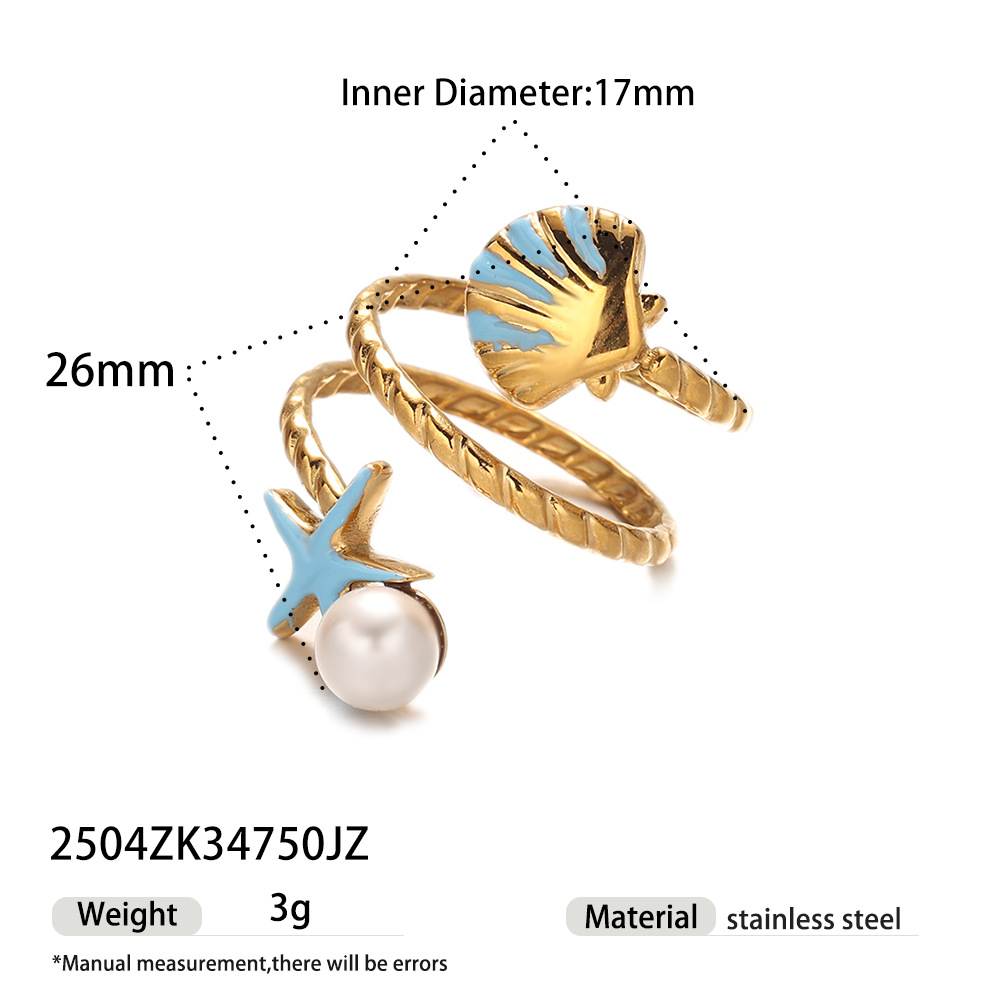 Inner Diameter:17mm
26mm
2504ZK34750JZ
Weight 3g
Material stainless steel
*Manual measurement,there will be errors